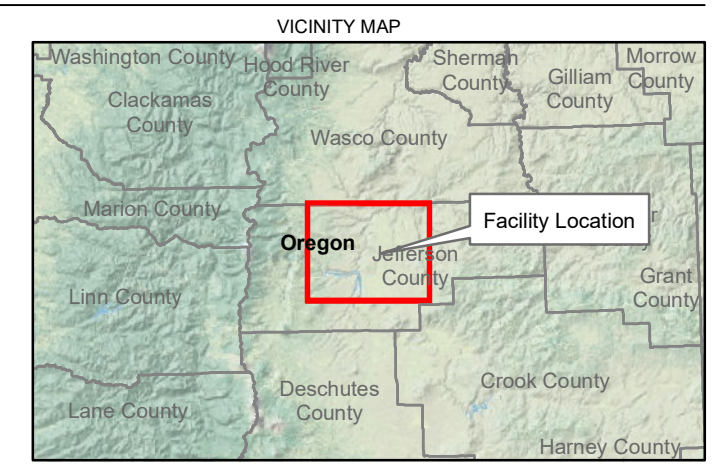 VICINITY MAP
Washington County
Hood River
County
Sherman
County
Gilliam
County
Morrow
County
Clackamas
County
Wasco County
Marion County
Facility Location
Oregon
Jefferson
County
Grant
County
Linn County
Crook County
Deschutes
County
Lane County
Harney County